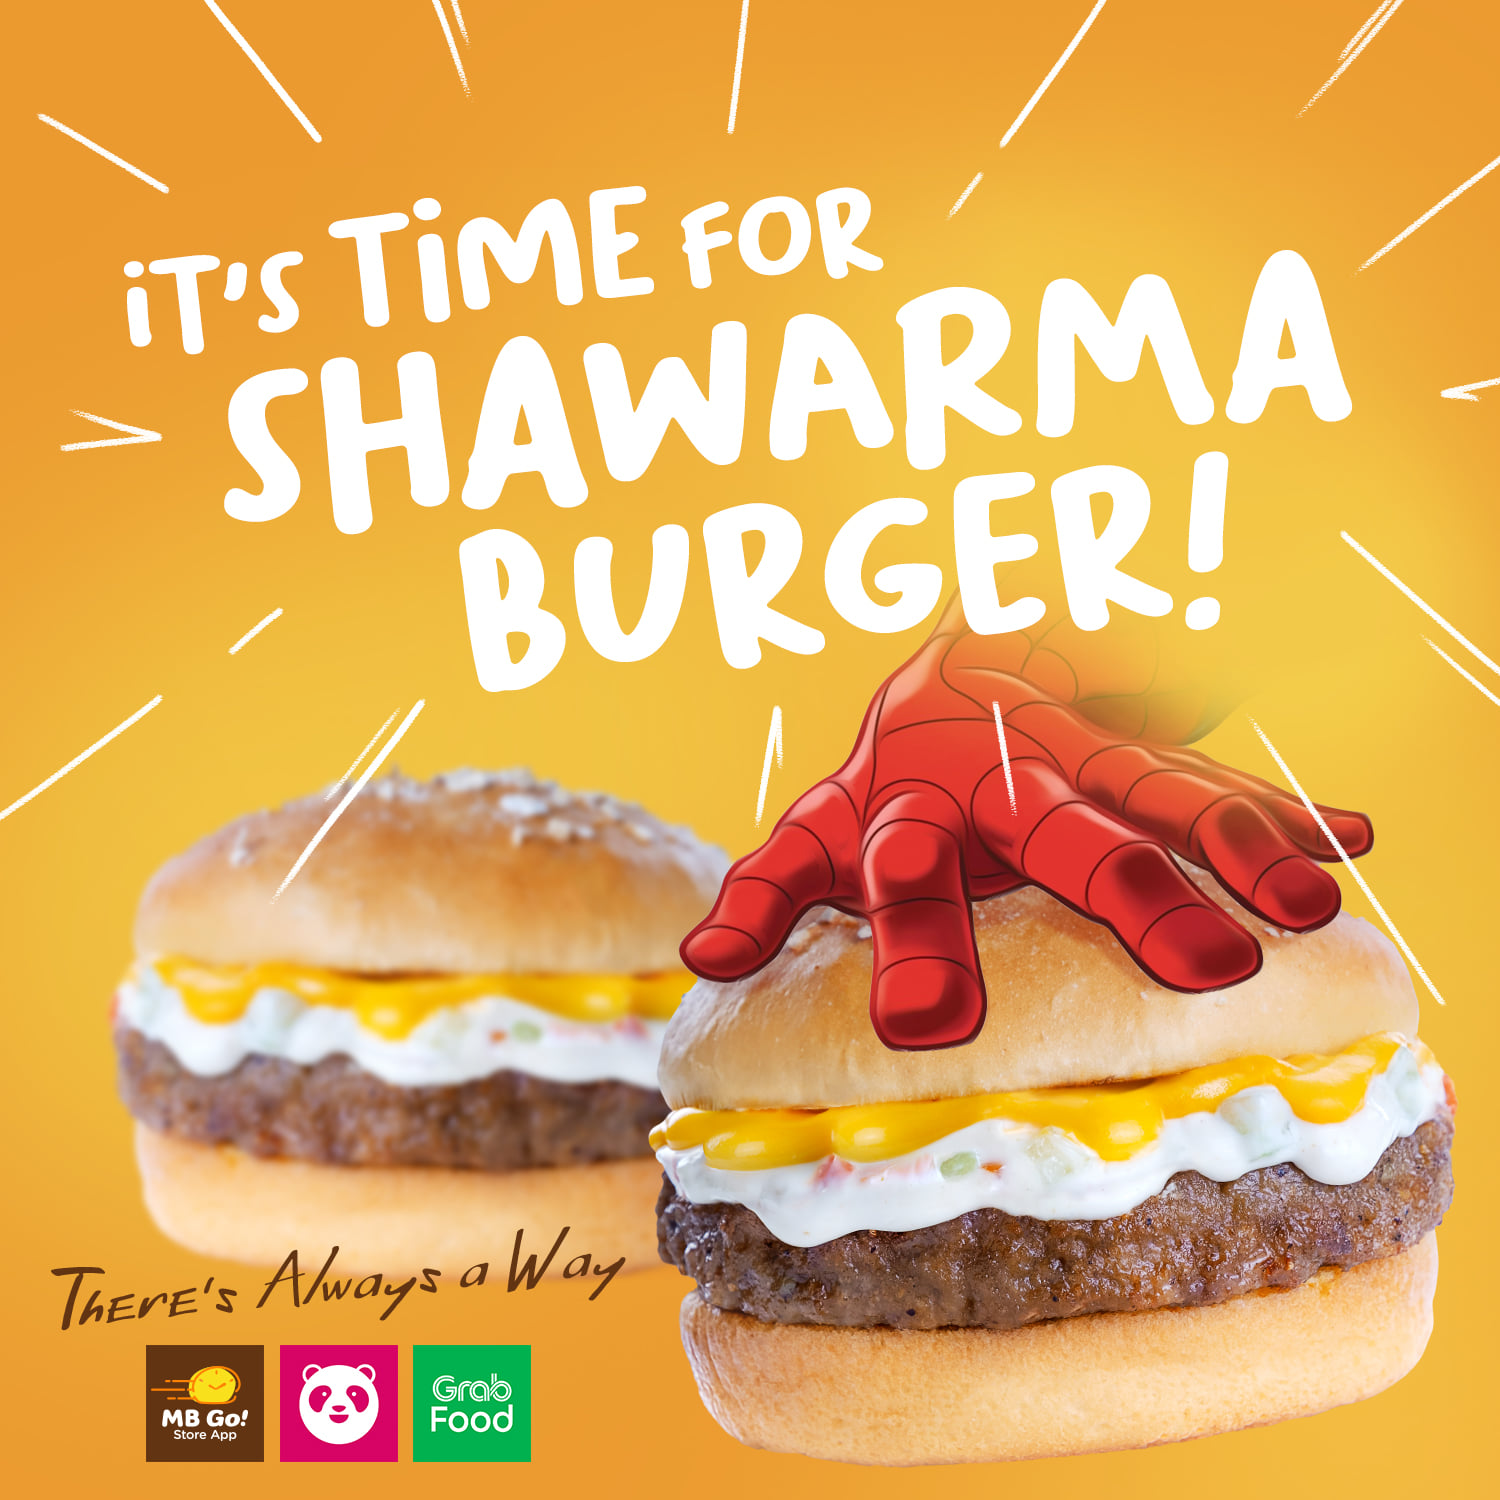 iT'S TiME FOR
SHAWARMA
BURGER!
THErE's Always a Way
MB Go!
Store App
Grab
Food